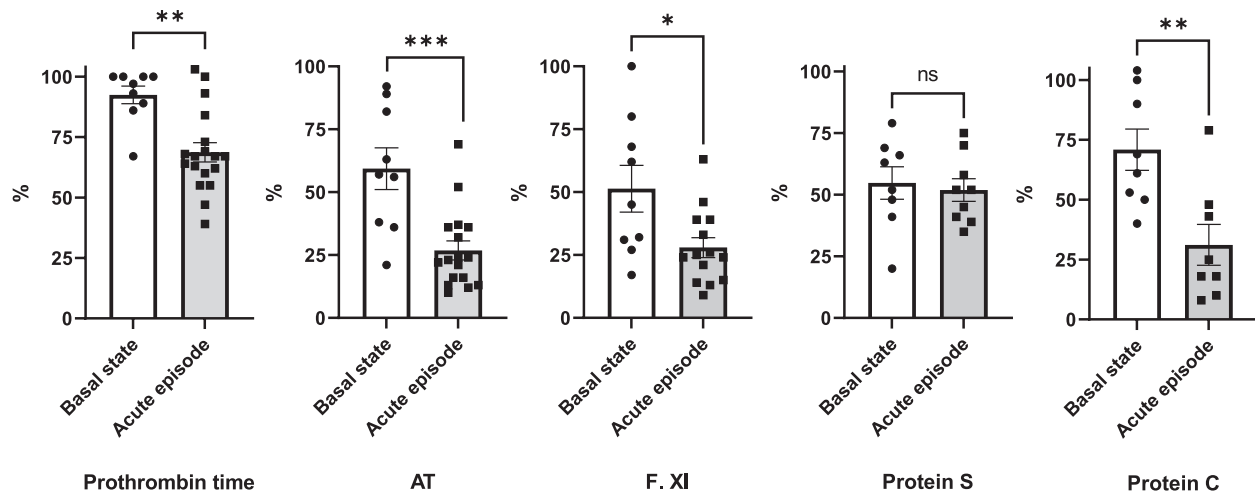 ** *** * ns **
100 100 100 100 100
75 75 75 75 75
% % % % %
50 50 50 50 50
25 25 25 25 25
0 0 0 0 0
Basal state Acute episode Basal state Acute episode Basal state Acute episode Basal state Acute episode Basal state Acute episode
Prothrombin time AT F. XI Protein S Protein C